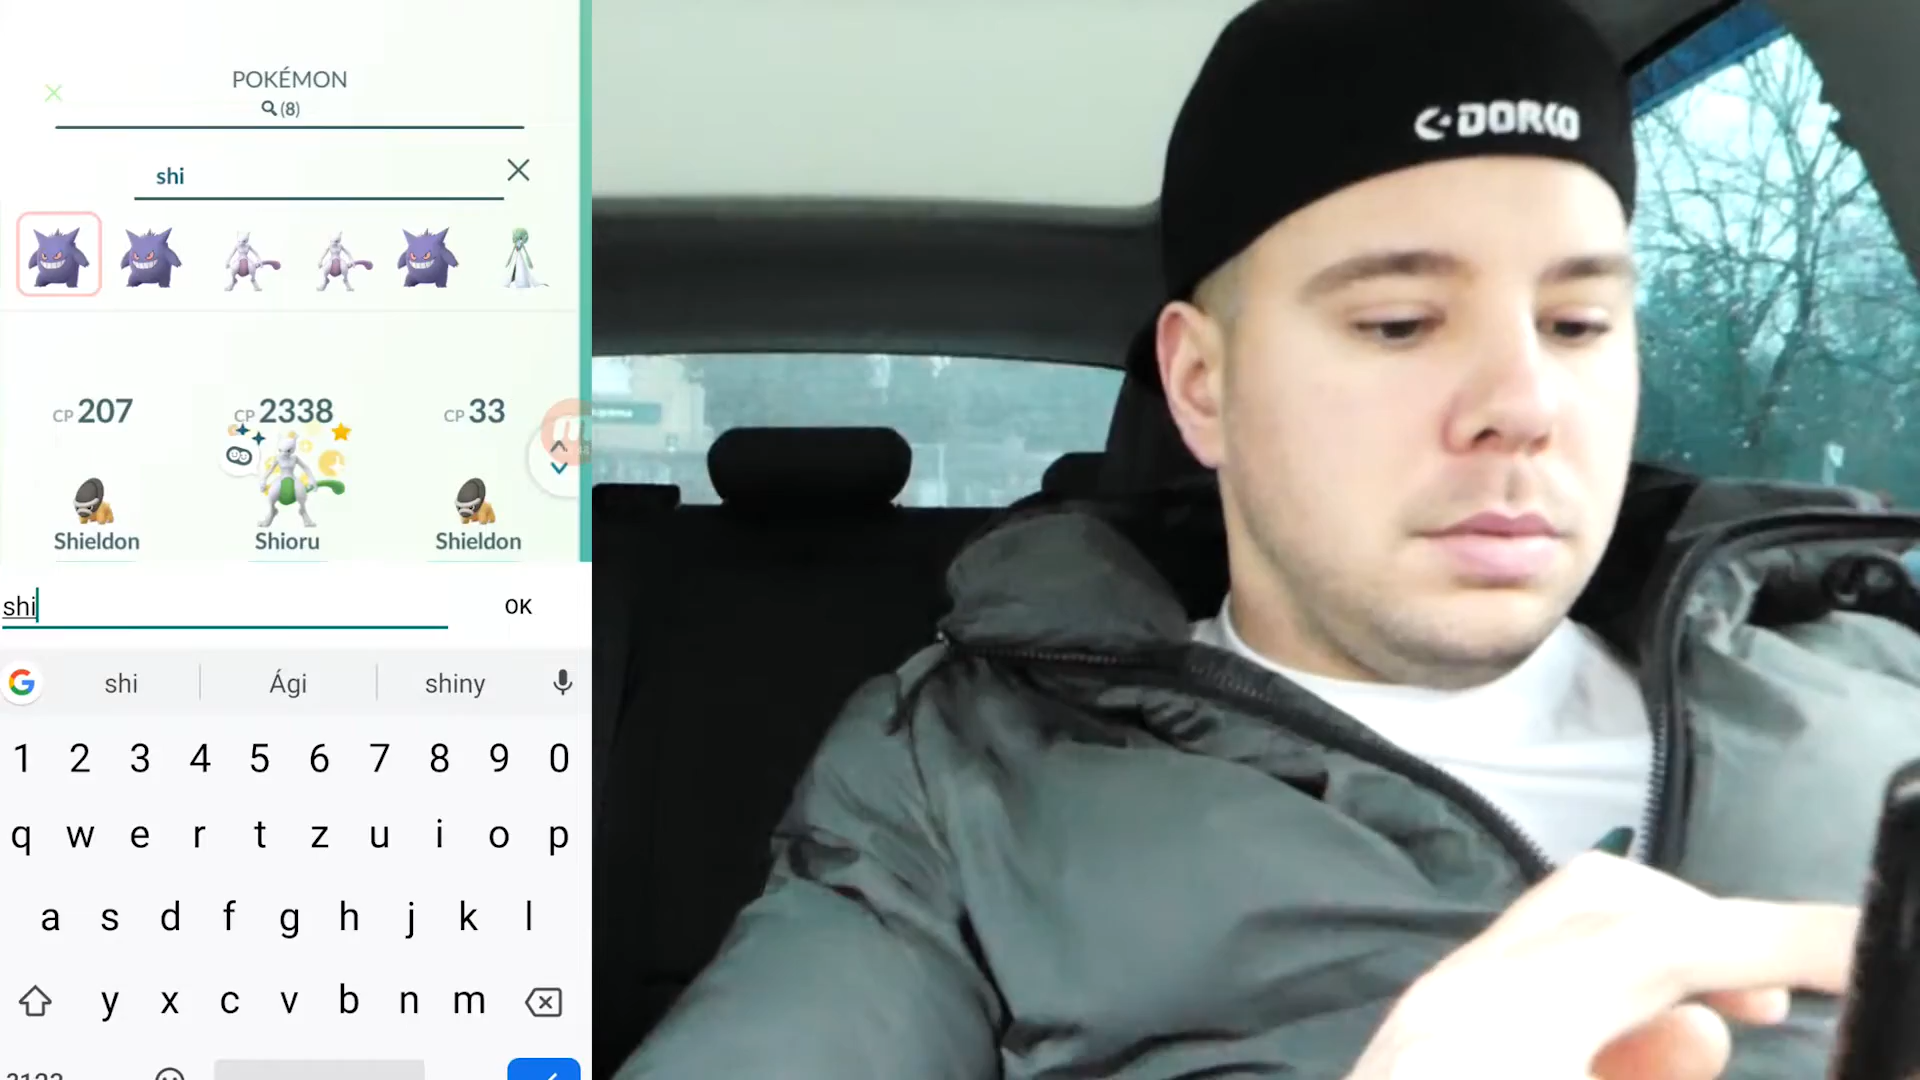 POKÉMON
(8)
shi
CP 207
CP 2338
CP 33
Shieldon
Shioru
Shieldon
shi
OK
shi
Ági
shiny
1 2 3 4 5 6 7 8 9 0
q w e r t z u i o p
a s d f g h j k l
y x c v b n m
DORKO